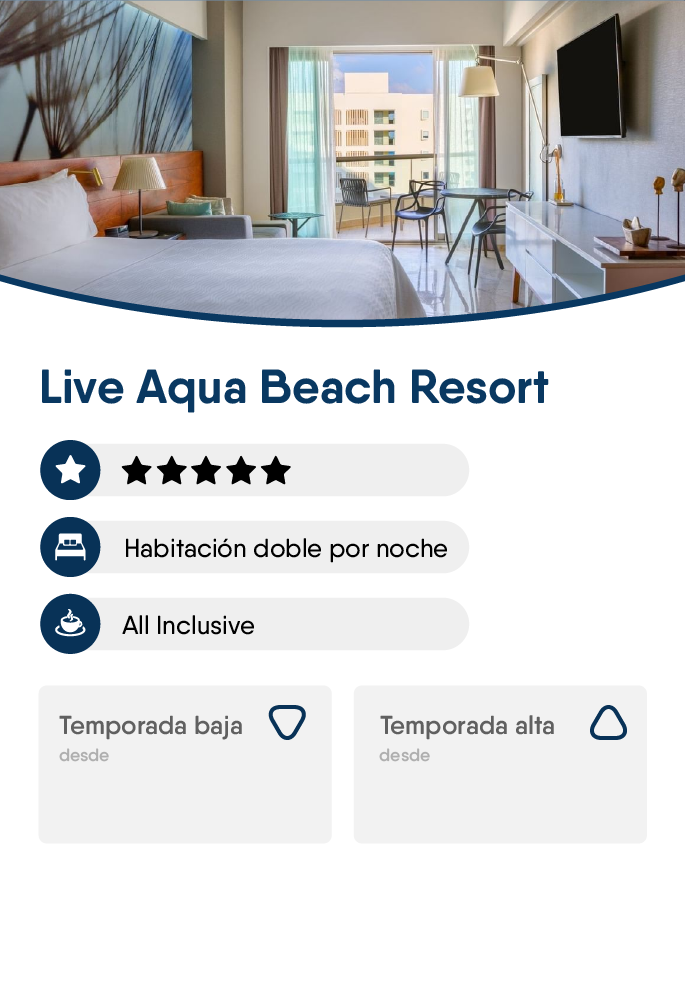 Live Aqua Beach Resort
Habitación doble por noche
All Inclusive
Temporada baja
desde
Temporada alta
desde